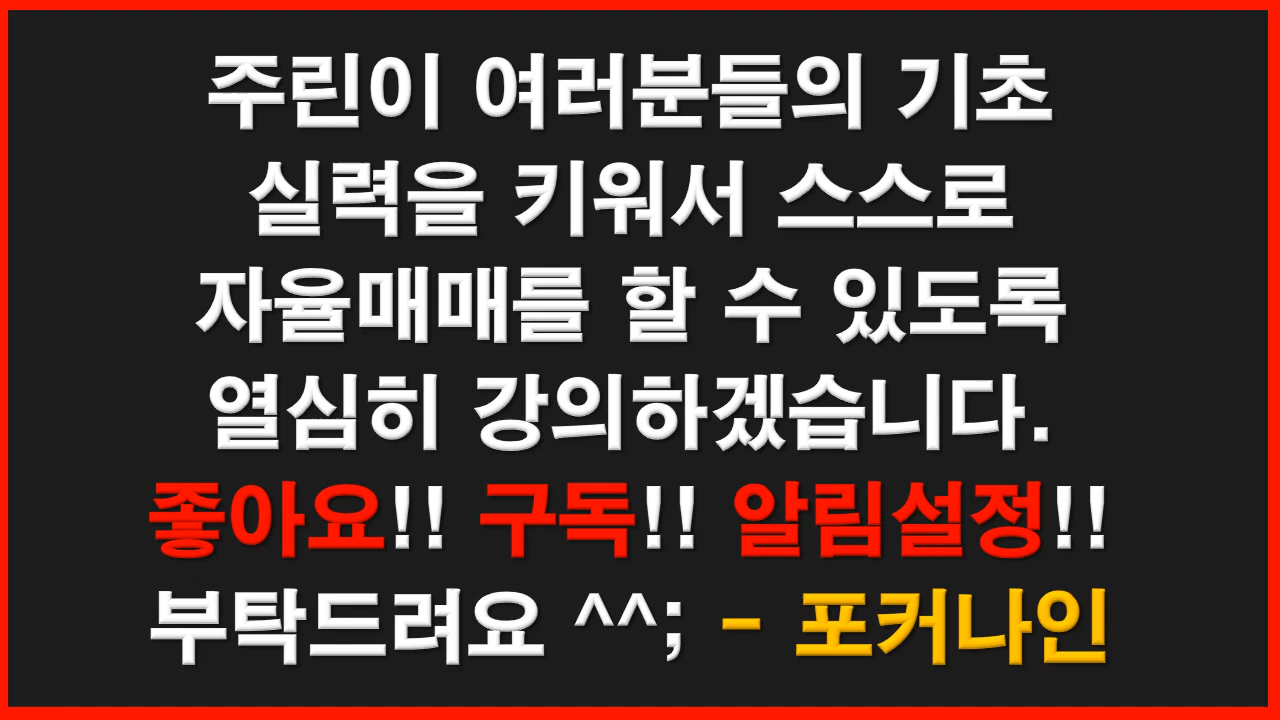 주린이 여러분들의 기초
실력을 키워서 스스로
자율매매를 할 수 있도록
열심히 강의하겠습니다.
좋아요!! 구독!! 알림설정!!
부탁드려요 ^^; - 포커나인